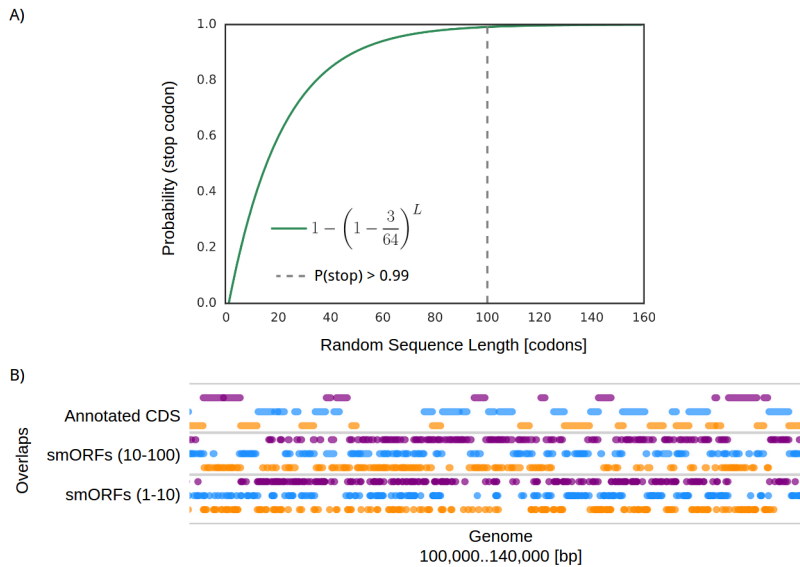 A)
1.0
0.8
0.6
0.4
0.2
0.0
Probability (stop codon)
1 − (1 − 3/64)^L
P(stop) > 0.99
0 20 40 60 80 100 120 140 160
Random Sequence Length [codons]
B)
Overlaps
Annotated CDS
smORFs (10-100)
smORFs (1-10)
Genome
100,000..140,000 [bp]